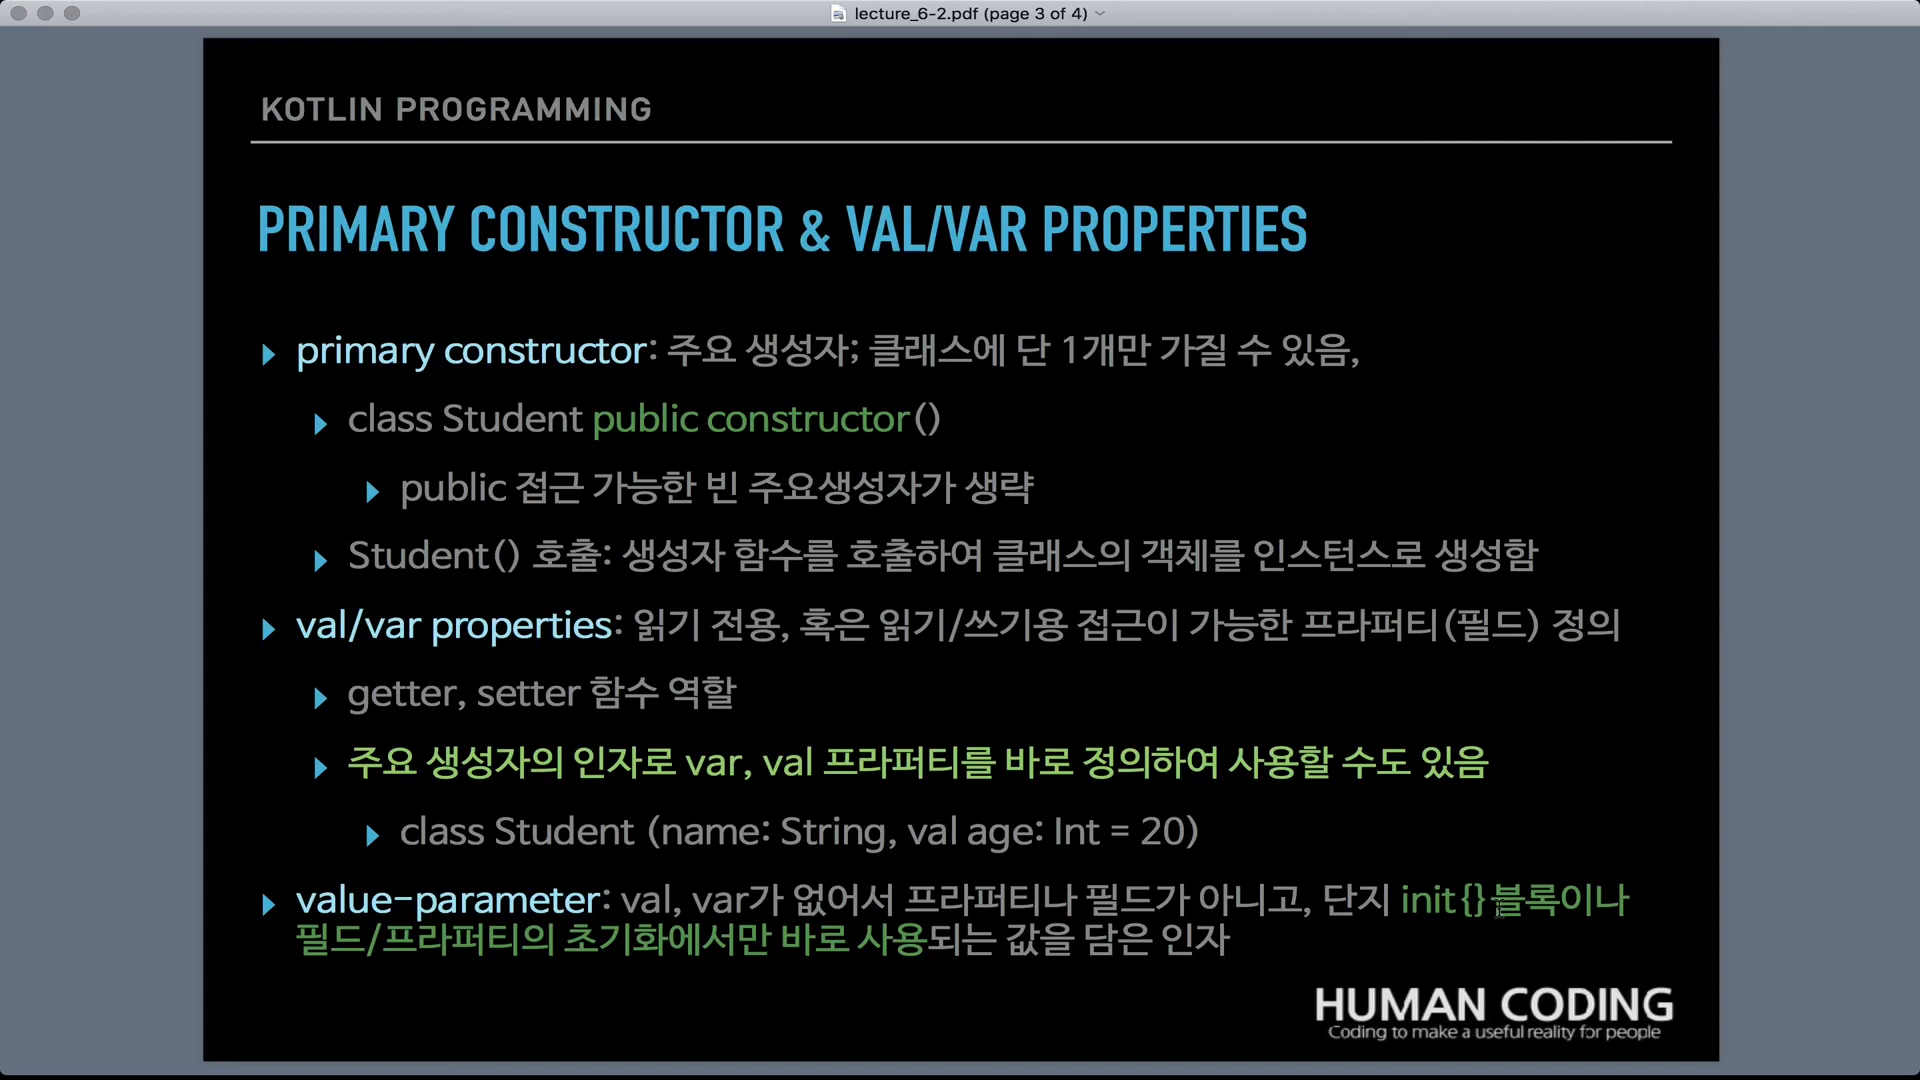 lecture_6-2.pdf (page 3 of 4)
KOTLIN PROGRAMMING
PRIMARY CONSTRUCTOR & VAL/VAR PROPERTIES
primary constructor: 주요 생성자; 클래스에 단 1개만 가질 수 있음,
class Student public constructor()
public 접근 가능한 빈 주요생성자가 생략
Student() 호출: 생성자 함수를 호출하여 클래스의 객체를 인스턴스로 생성함
val/var properties: 읽기 전용, 혹은 읽기/쓰기용 접근이 가능한 프라퍼티(필드) 정의
getter, setter 함수 역할
주요 생성자의 인자로 var, val 프라퍼티를 바로 정의하여 사용할 수도 있음
class Student (name: String, val age: Int = 20)
value-parameter: val, var가 없어서 프라퍼티나 필드가 아니고, 단지 init{}블록이나
필드/프라퍼티의 초기화에서만 바로 사용되는 값을 담은 인자
HUMAN CODING
Coding to make a useful reality for people